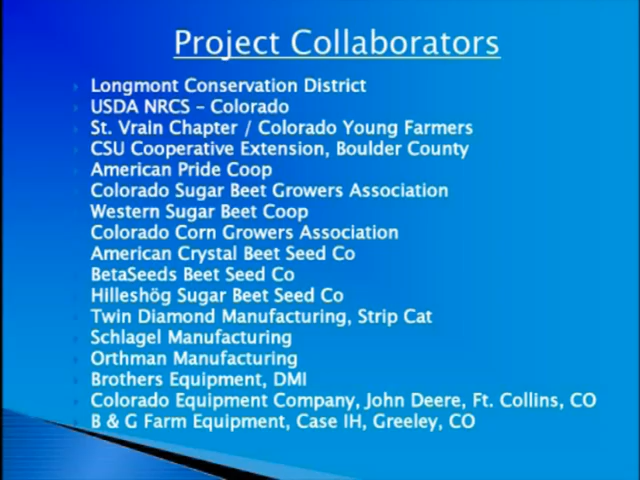 Project Collaborators
Longmont Conservation District
USDA NRCS – Colorado
St. Vrain Chapter / Colorado Young Farmers
CSU Cooperative Extension, Boulder County
American Pride Coop
Colorado Sugar Beet Growers Association
Western Sugar Beet Coop
Colorado Corn Growers Association
American Crystal Beet Seed Co
BetaSeeds Beet Seed Co
Hilleshög Sugar Beet Seed Co
Twin Diamond Manufacturing, Strip Cat
Schlagel Manufacturing
Orthman Manufacturing
Brothers Equipment, DMI
Colorado Equipment Company, John Deere, Ft. Collins, CO
B & G Farm Equipment, Case IH, Greeley, CO